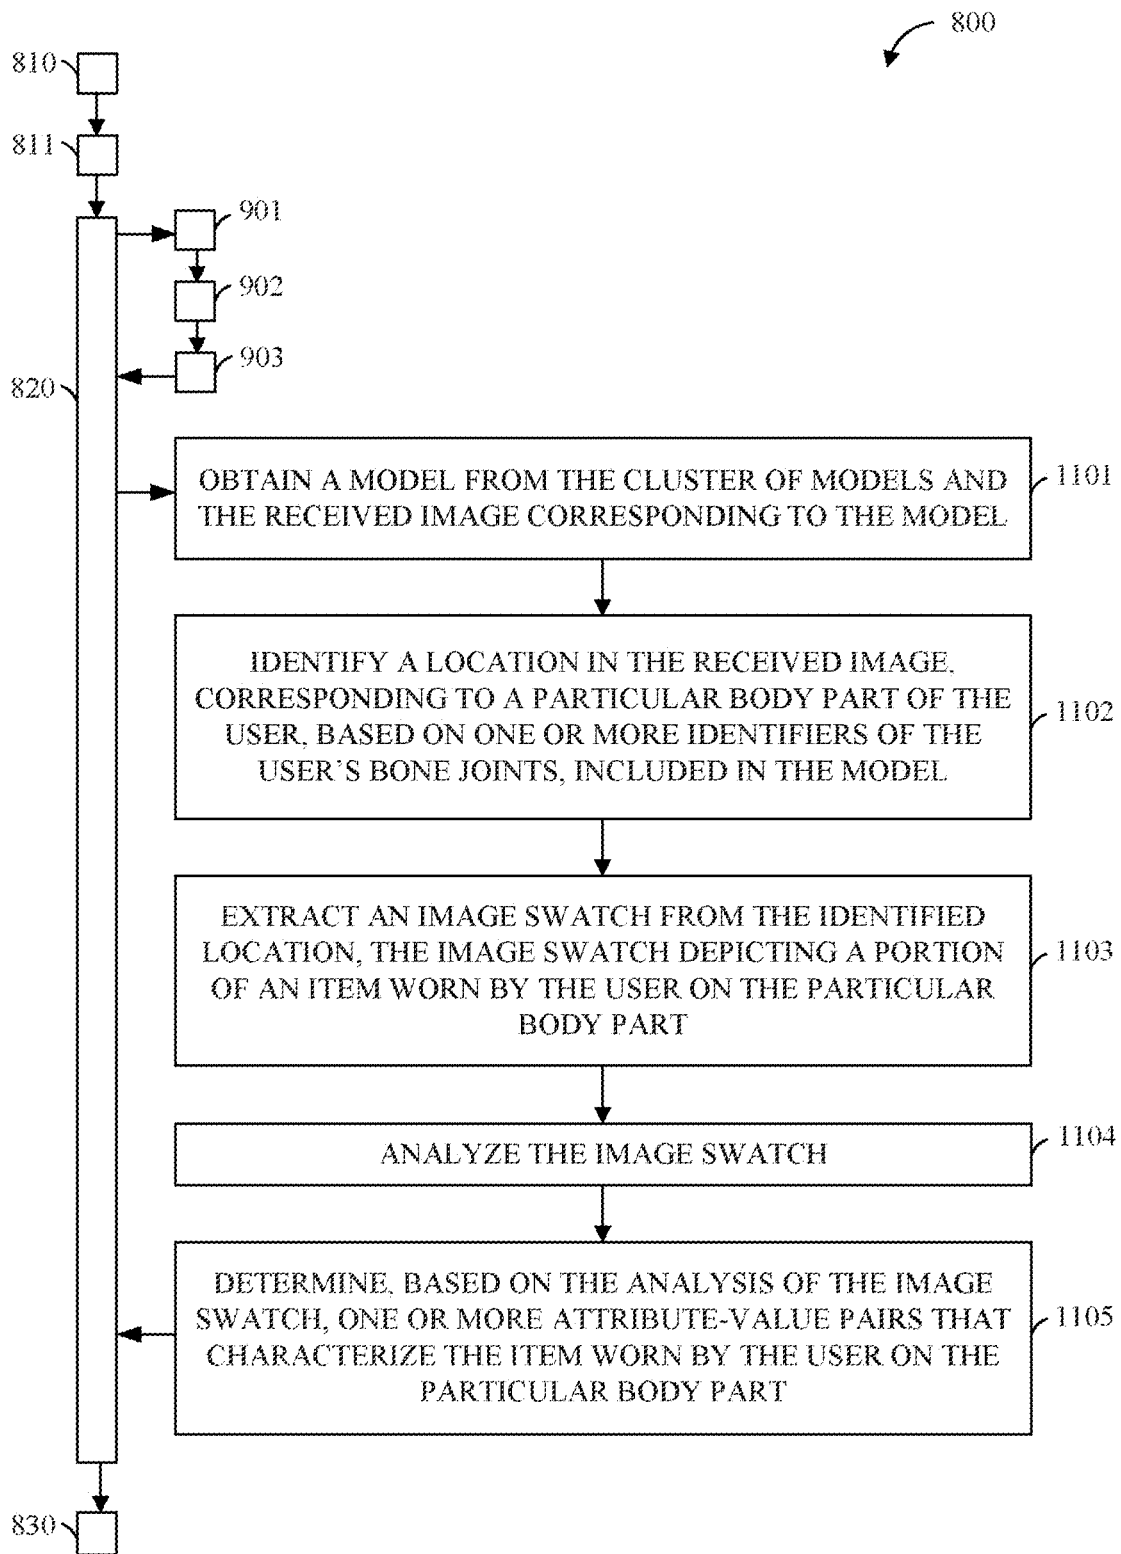 800
810
811
901
902
903
820
OBTAIN A MODEL FROM THE CLUSTER OF MODELS AND
THE RECEIVED IMAGE CORRESPONDING TO THE MODEL
1101
IDENTIFY A LOCATION IN THE RECEIVED IMAGE,
CORRESPONDING TO A PARTICULAR BODY PART OF THE
USER, BASED ON ONE OR MORE IDENTIFIERS OF THE
USER'S BONE JOINTS, INCLUDED IN THE MODEL
1102
EXTRACT AN IMAGE SWATCH FROM THE IDENTIFIED
LOCATION, THE IMAGE SWATCH DEPICTING A PORTION
OF AN ITEM WORN BY THE USER ON THE PARTICULAR
BODY PART
1103
ANALYZE THE IMAGE SWATCH
1104
DETERMINE, BASED ON THE ANALYSIS OF THE IMAGE
SWATCH, ONE OR MORE ATTRIBUTE-VALUE PAIRS THAT
CHARACTERIZE THE ITEM WORN BY THE USER ON THE
PARTICULAR BODY PART
1105
830